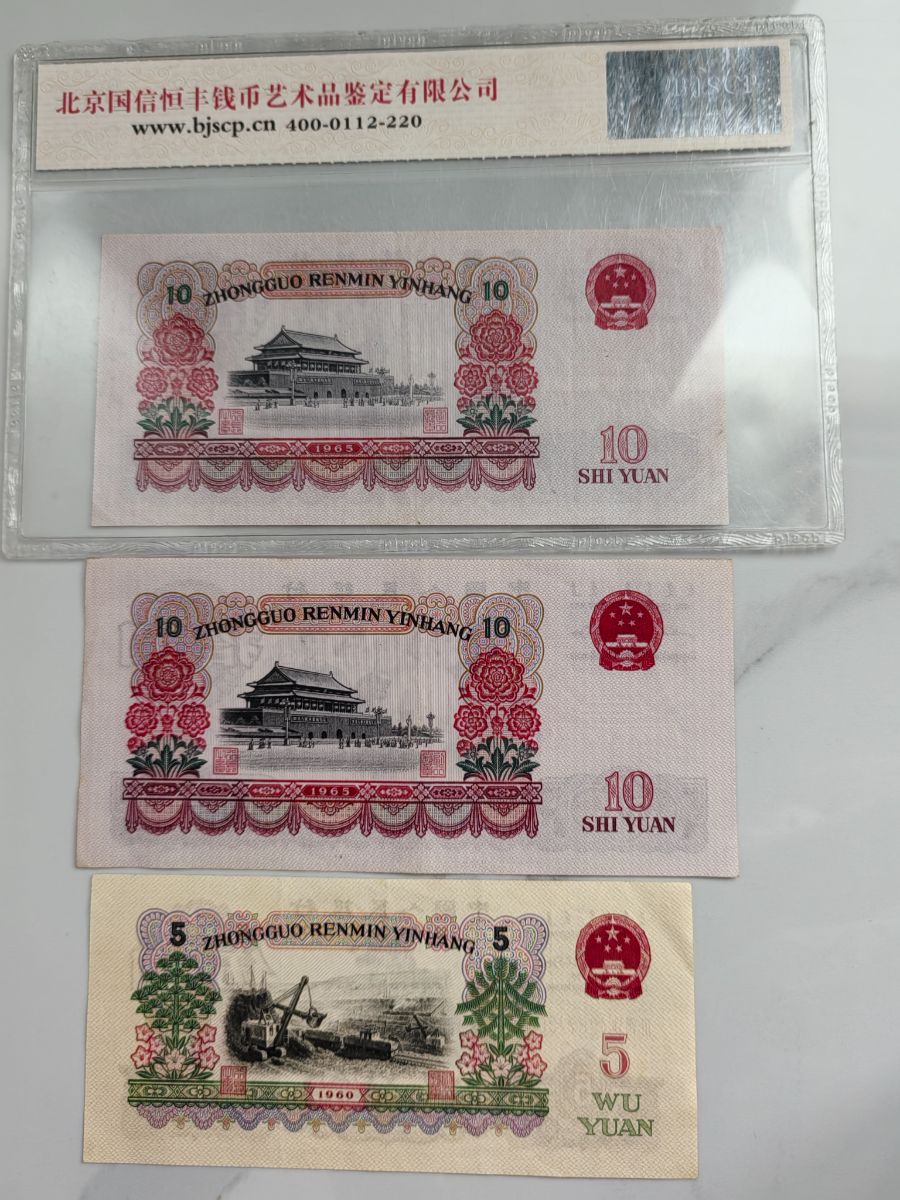 北京国信恒丰钱币艺术品鉴定有限公司
www.bjscp.cn 400-0112-220
10 ZHONGGUO RENMIN YINHANG 10
1965
10
SHI YUAN
10 ZHONGGUO RENMIN YINHANG 10
1965
10
SHI YUAN
5 ZHONGGUO RENMIN YINHANG 5
1960
5
WU
YUAN